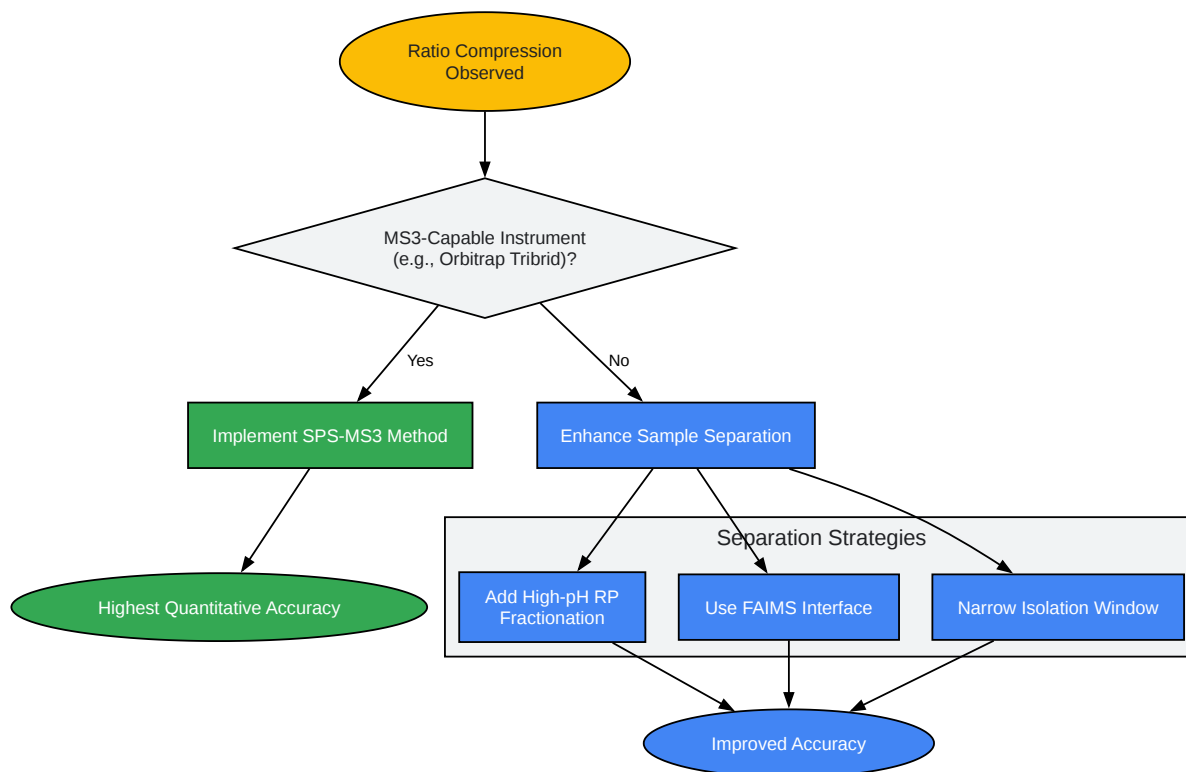 Ratio Compression
Observed
MS3-Capable Instrument
(e.g., Orbitrap Tribrid)?
Yes
No
Implement SPS-MS3 Method
Enhance Sample Separation
Separation Strategies
Highest Quantitative Accuracy
Add High-pH RP
Fractionation
Use FAIMS Interface
Narrow Isolation Window
Improved Accuracy